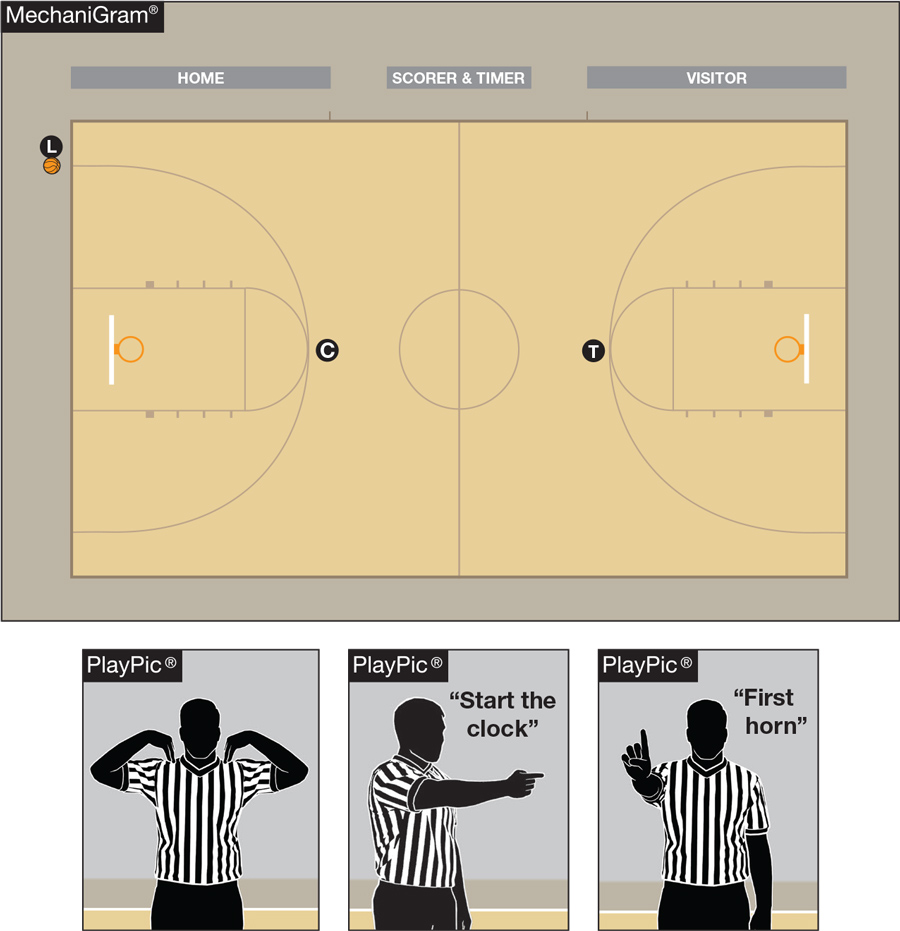 MechaniGram®
HOME
SCORER & TIMER
VISITOR
L
C
T
PlayPic®
PlayPic®
“Start the
clock”
PlayPic®
“First
horn”